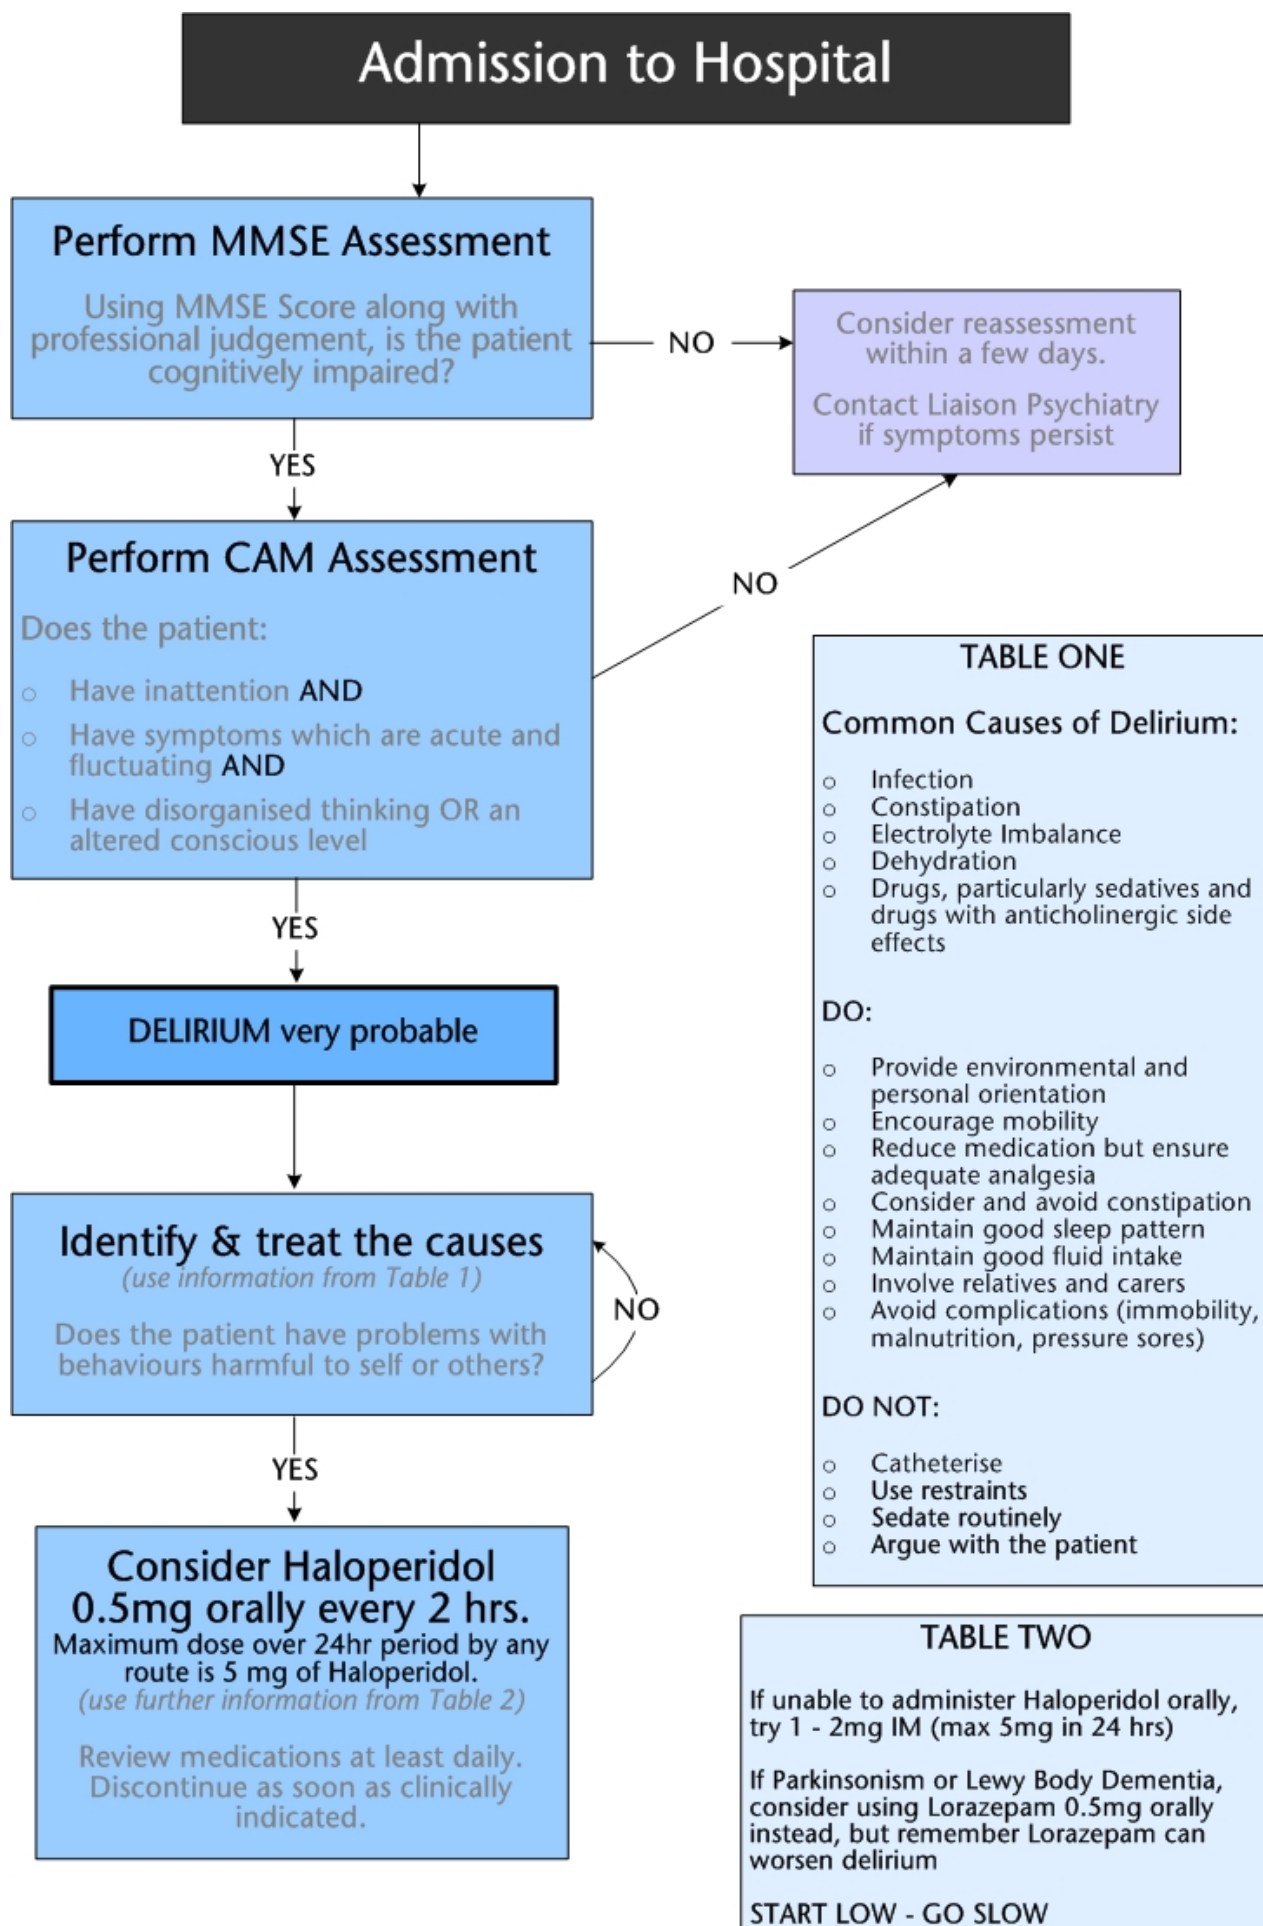 Admission to Hospital
Perform MMSE Assessment
Using MMSE Score along with
professional judgement, is the patient
cognitively impaired?
NO
Consider reassessment
within a few days.
Contact Liaison Psychiatry
if symptoms persist
YES
Perform CAM Assessment
Does the patient:
○ Have inattention AND
○ Have symptoms which are acute and
fluctuating AND
○ Have disorganised thinking OR an
altered conscious level
NO
YES
DELIRIUM very probable
Identify & treat the causes
(use information from Table 1)
Does the patient have problems with
behaviours harmful to self or others?
NO
YES
Consider Haloperidol
0.5mg orally every 2 hrs.
Maximum dose over 24hr period by any
route is 5 mg of Haloperidol.
(use further information from Table 2)
Review medications at least daily.
Discontinue as soon as clinically
indicated.
TABLE ONE
Common Causes of Delirium:
○ Infection
○ Constipation
○ Electrolyte Imbalance
○ Dehydration
○ Drugs, particularly sedatives and
drugs with anticholinergic side
effects
DO:
○ Provide environmental and
personal orientation
○ Encourage mobility
○ Reduce medication but ensure
adequate analgesia
○ Consider and avoid constipation
○ Maintain good sleep pattern
○ Maintain good fluid intake
○ Involve relatives and carers
○ Avoid complications (immobility,
malnutrition, pressure sores)
DO NOT:
○ Catheterise
○ Use restraints
○ Sedate routinely
○ Argue with the patient
TABLE TWO
If unable to administer Haloperidol orally,
try 1 - 2mg IM (max 5mg in 24 hrs)
If Parkinsonism or Lewy Body Dementia,
consider using Lorazepam 0.5mg orally
instead, but remember Lorazepam can
worsen delirium
START LOW - GO SLOW